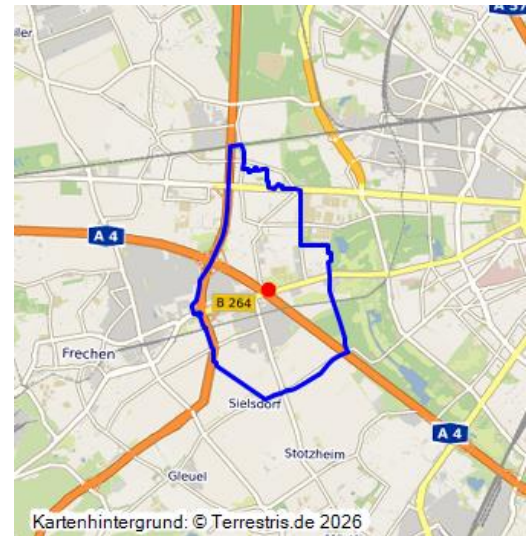 A 4
B 264
Frechen
Sielsdorf
Stotzheim
A 4
Gleuel
Kartenhintergrund: © Terrestris.de 2026